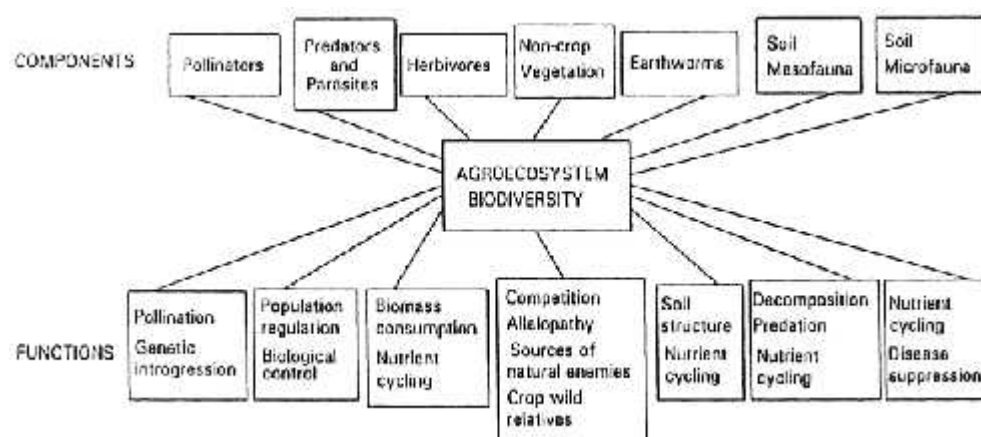 COMPONENTS
Pollinators
Predators
and
Parasites
Herbivores
Non-crop
Vegetation
Earthworms
Soil
Mesofauna
Soil
Microfauna
AGROECOSYSTEM
BIODIVERSITY
FUNCTIONS
Pollination
Genetic
introgression
Population
regulation
Biological
control
Biomass
consumption
Nutrient
cycling
Competition
Allelopathy
Sources of
natural enemies
Crop wild
relatives
Soil
structure
Nutrient
cycling
Decomposition
Predation
Nutrient
cycling
Nutrient
cycling
Disease
suppression